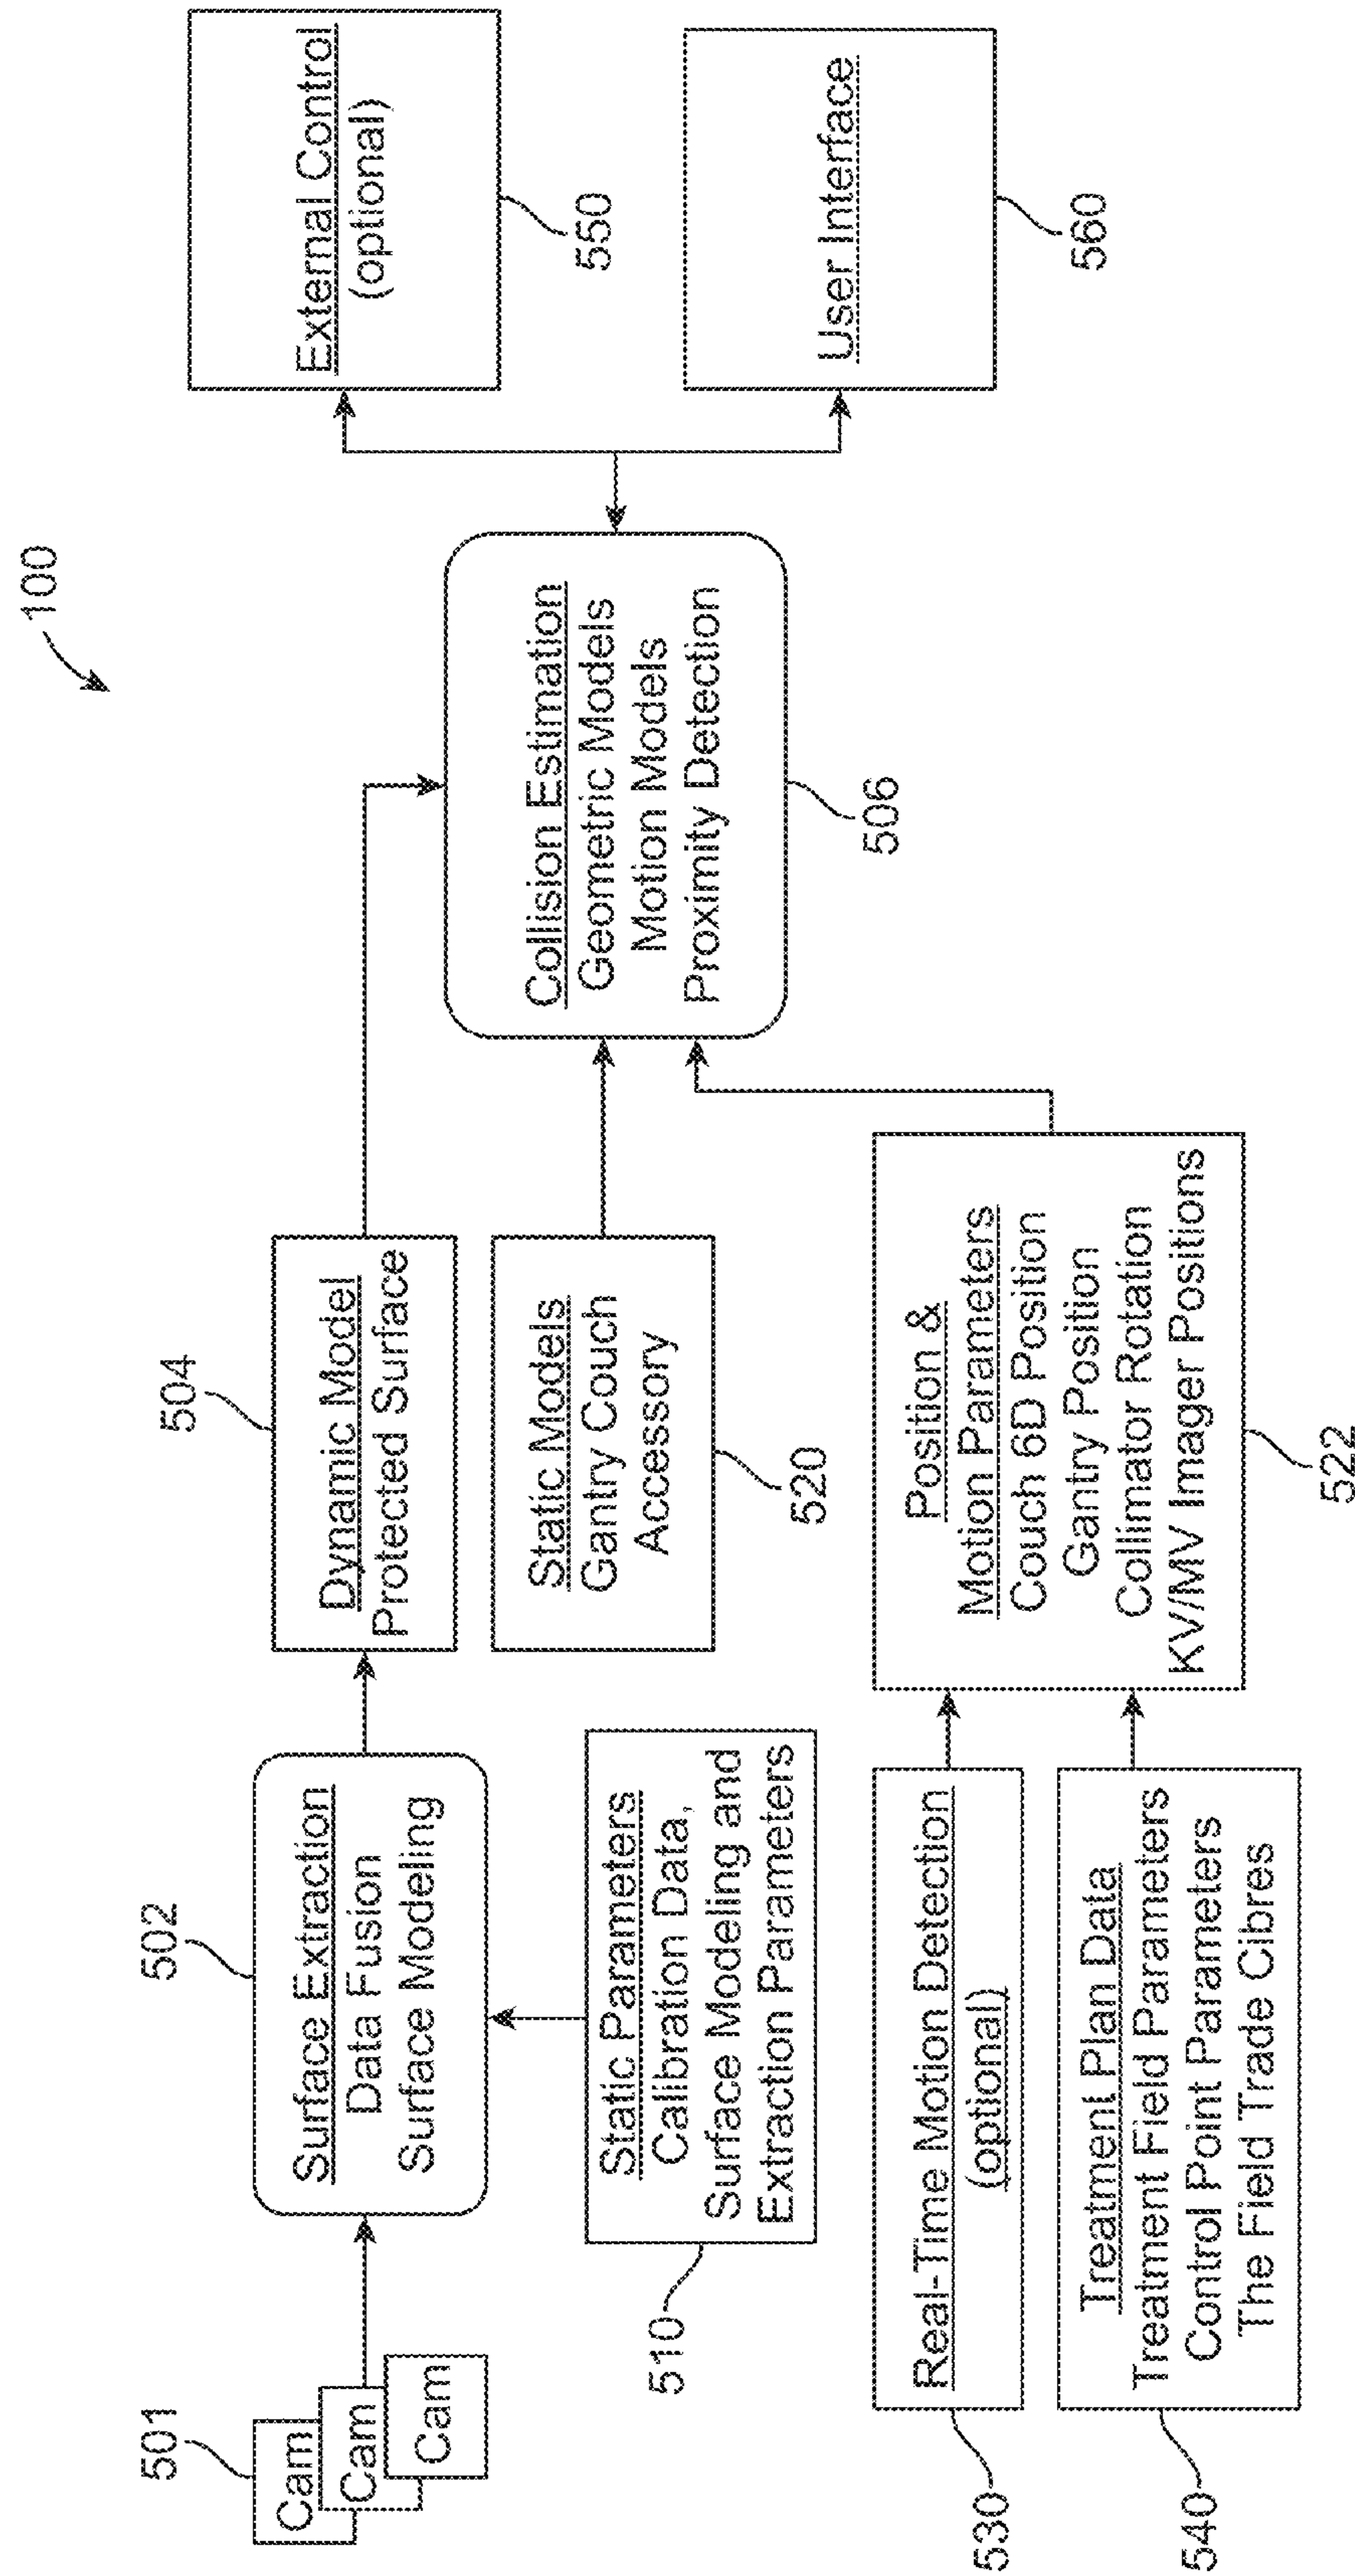 100
501
Cam
Cam
Cam
502
Surface Extraction
Data Fusion
Surface Modeling
504
Dynamic Model
Protected Surface
External Control
(optional)
550
510
Static Parameters
Calibration Data,
Surface Modeling and
Extraction Parameters
Static Models
Gantry Couch
Accessory
520
Collision Estimation
Geometric Models
Motion Models
Proximity Detection
506
User Interface
560
530
Real-Time Motion Detection
(optional)
540
Treatment Plan Data
Treatment Field Parameters
Control Point Parameters
The Field Trade Cibres
Position &
Motion Parameters
Couch 6D Position
Gantry Position
Collimator Rotation
KV/MV Imager Positions
522